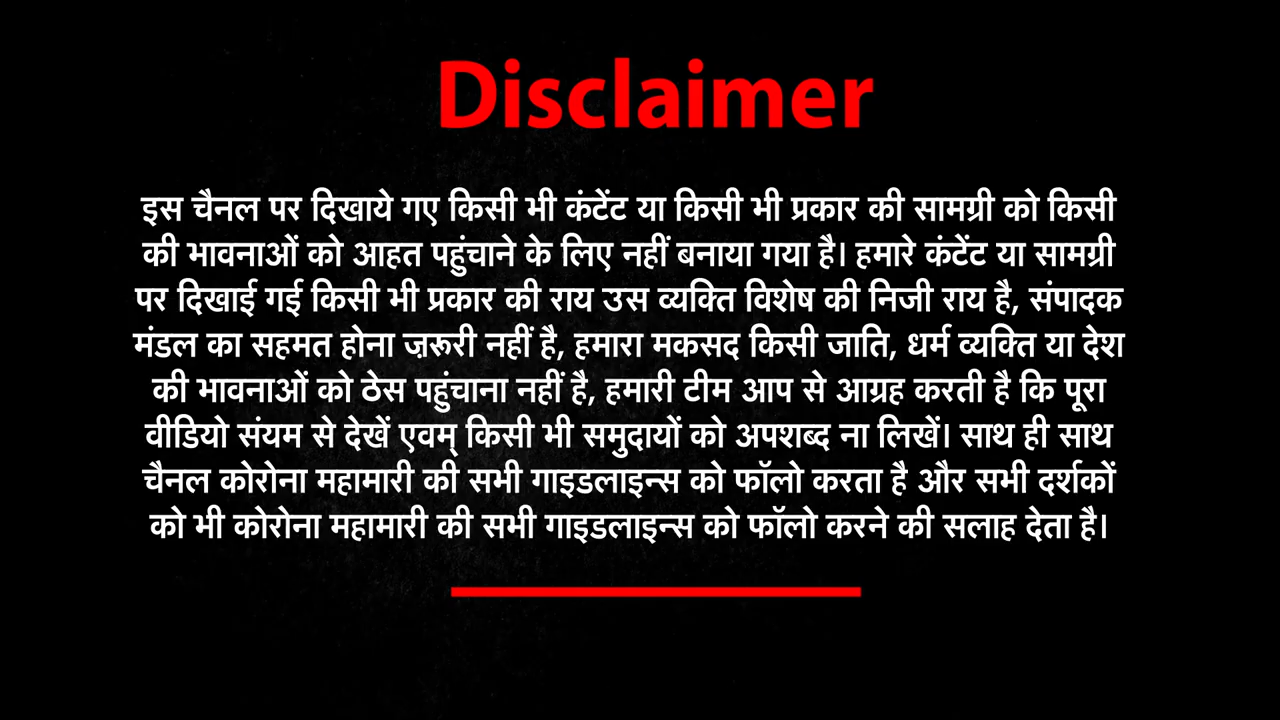 Disclaimer
इस चैनल पर दिखाये गए किसी भी कंटेंट या किसी भी प्रकार की सामग्री को किसी
की भावनाओं को आहत पहुंचाने के लिए नहीं बनाया गया है। हमारे कंटेंट या सामग्री
पर दिखाई गई किसी भी प्रकार की राय उस व्यक्ति विशेष की निजी राय है, संपादक
मंडल का सहमत होना ज़रूरी नहीं है, हमारा मकसद किसी जाति, धर्म व्यक्ति या देश
की भावनाओं को ठेस पहुंचाना नहीं है, हमारी टीम आप से आग्रह करती है कि पूरा
वीडियो संयम से देखें एवम् किसी भी समुदायों को अपशब्द ना लिखें। साथ ही साथ
चैनल कोरोना महामारी की सभी गाइडलाइन्स को फॉलो करता है और सभी दर्शकों
को भी कोरोना महामारी की सभी गाइडलाइन्स को फॉलो करने की सलाह देता है।